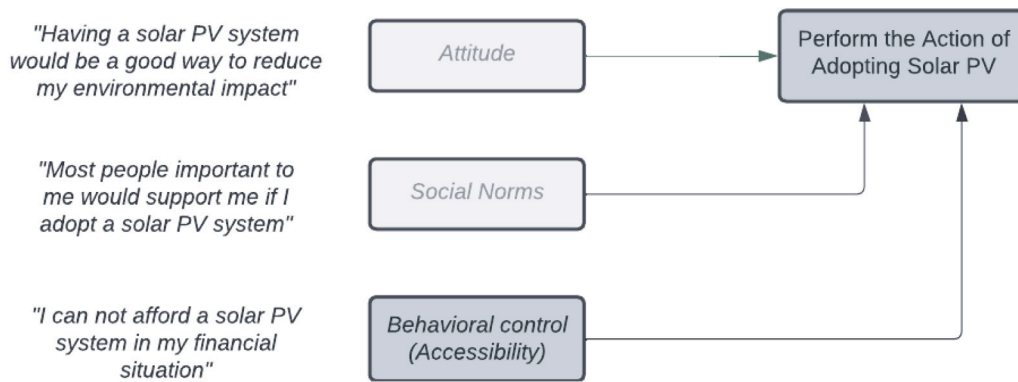 "Having a solar PV system
would be a good way to reduce
my environmental impact"
Attitude
Perform the Action of
Adopting Solar PV
"Most people important to
me would support me if I
adopt a solar PV system"
Social Norms
"I can not afford a solar PV
system in my financial
situation"
Behavioral control
(Accessibility)